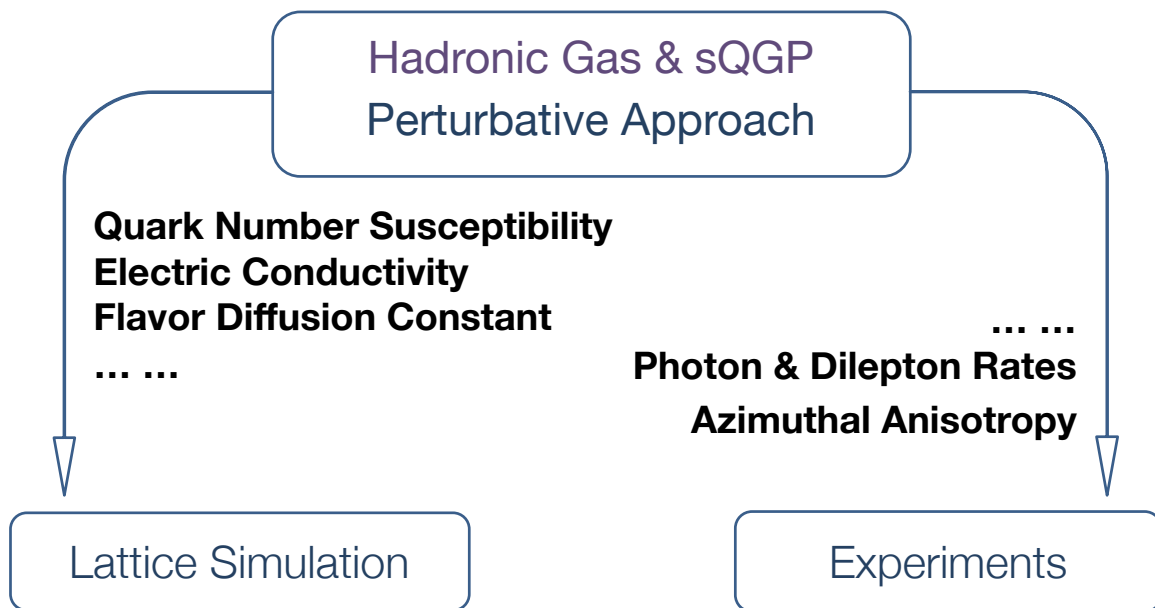 Hadronic Gas & sQGP
Perturbative Approach
Quark Number Susceptibility
Electric Conductivity
Flavor Diffusion Constant
... ...
... ...
Photon & Dilepton Rates
Azimuthal Anisotropy
Lattice Simulation
Experiments